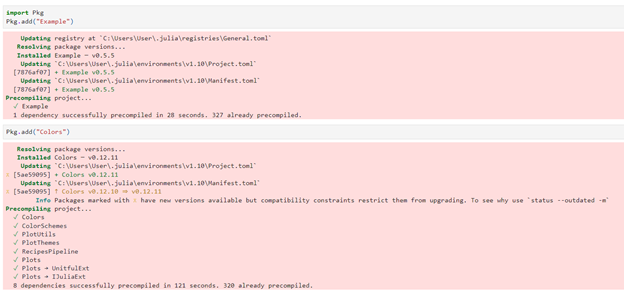 import Pkg
Pkg.add("Example")
Updating registry at `C:\Users\User\.julia\registries\General.toml`
Resolving package versions...
Installed Example ─ v0.5.5
Updating `C:\Users\User\.julia\environments\v1.10\Project.toml`
[7876af07] + Example v0.5.5
Updating `C:\Users\User\.julia\environments\v1.10\Manifest.toml`
[7876af07] + Example v0.5.5
Precompiling project...
✓ Example
1 dependency successfully precompiled in 28 seconds. 327 already precompiled.
Pkg.add("Colors")
Resolving package versions...
Installed Colors ─ v0.12.11
Updating `C:\Users\User\.julia\environments\v1.10\Project.toml`
⌅ [5ae59095] + Colors v0.12.11
Updating `C:\Users\User\.julia\environments\v1.10\Manifest.toml`
⌅ [5ae59095] ↑ Colors v0.12.10 ⇒ v0.12.11
Info Packages marked with ⌅ have new versions available but compatibility constraints restrict them from upgrading. To see why use `status --outdated -m`
Precompiling project...
✓ Colors
✓ ColorSchemes
✓ PlotUtils
✓ PlotThemes
✓ RecipesPipeline
✓ Plots
✓ Plots → UnitfulExt
✓ Plots → IJuliaExt
8 dependencies successfully precompiled in 121 seconds. 320 already precompiled.